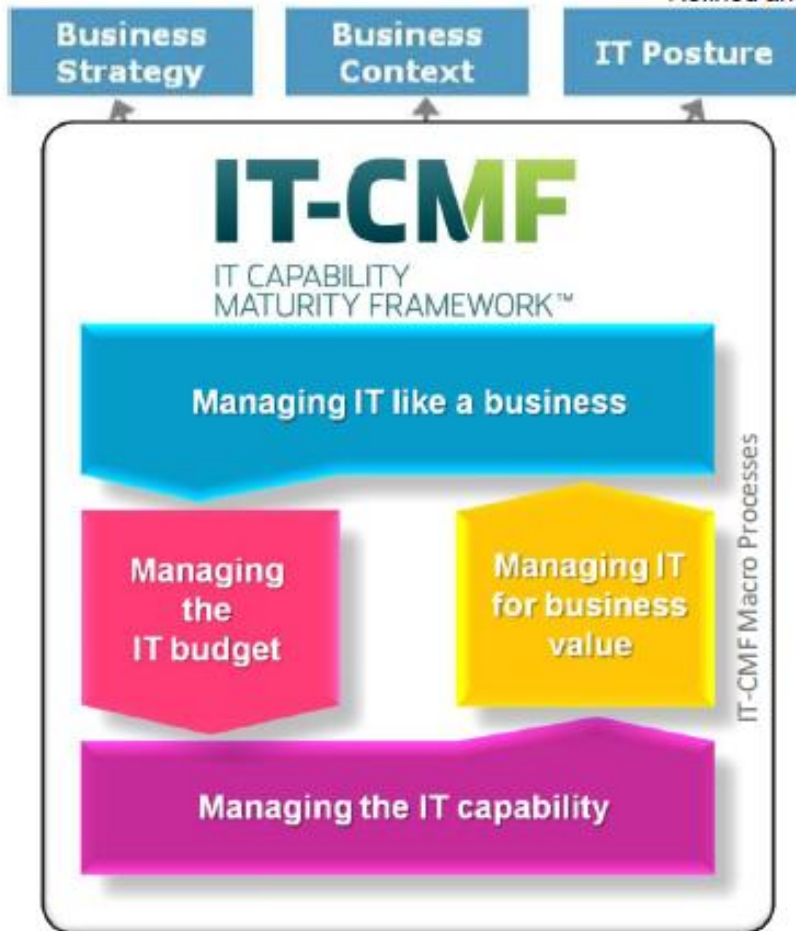 Business
Strategy
Business
Context
IT Posture
IT-CMF
IT CAPABILITY
MATURITY FRAMEWORK™
Managing IT like a business
Managing
the
IT budget
Managing IT
for business
value
IT-CMF Macro Processes
Managing the IT capability